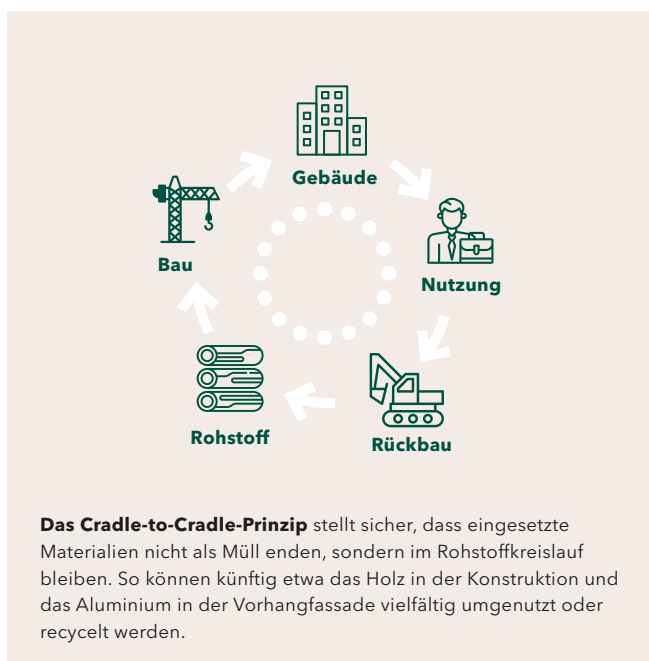 Gebäude
Nutzung
Rückbau
Rohstoff
Bau
Das Cradle-to-Cradle-Prinzip stellt sicher, dass eingesetzte
Materialien nicht als Müll enden, sondern im Rohstoffkreislauf
bleiben. So können künftig etwa das Holz in der Konstruktion und
das Aluminium in der Vorhangfassade vielfältig umgenutzt oder
recycelt werden.